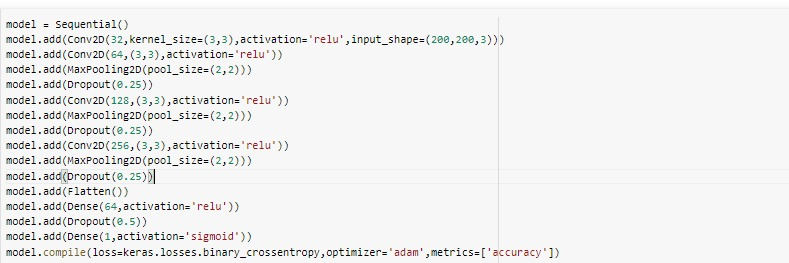 model = Sequential()
model.add(Conv2D(32,kernel_size=(3,3),activation='relu',input_shape=(200,200,3)))
model.add(Conv2D(64,(3,3),activation='relu'))
model.add(MaxPooling2D(pool_size=(2,2)))
model.add(Dropout(0.25))
model.add(Conv2D(128,(3,3),activation='relu'))
model.add(MaxPooling2D(pool_size=(2,2)))
model.add(Dropout(0.25))
model.add(Conv2D(256,(3,3),activation='relu'))
model.add(MaxPooling2D(pool_size=(2,2)))
model.add(Dropout(0.25))
model.add(Flatten())
model.add(Dense(64,activation='relu'))
model.add(Dropout(0.5))
model.add(Dense(1,activation='sigmoid'))
model.compile(loss=keras.losses.binary_crossentropy,optimizer='adam',metrics=['accuracy'])